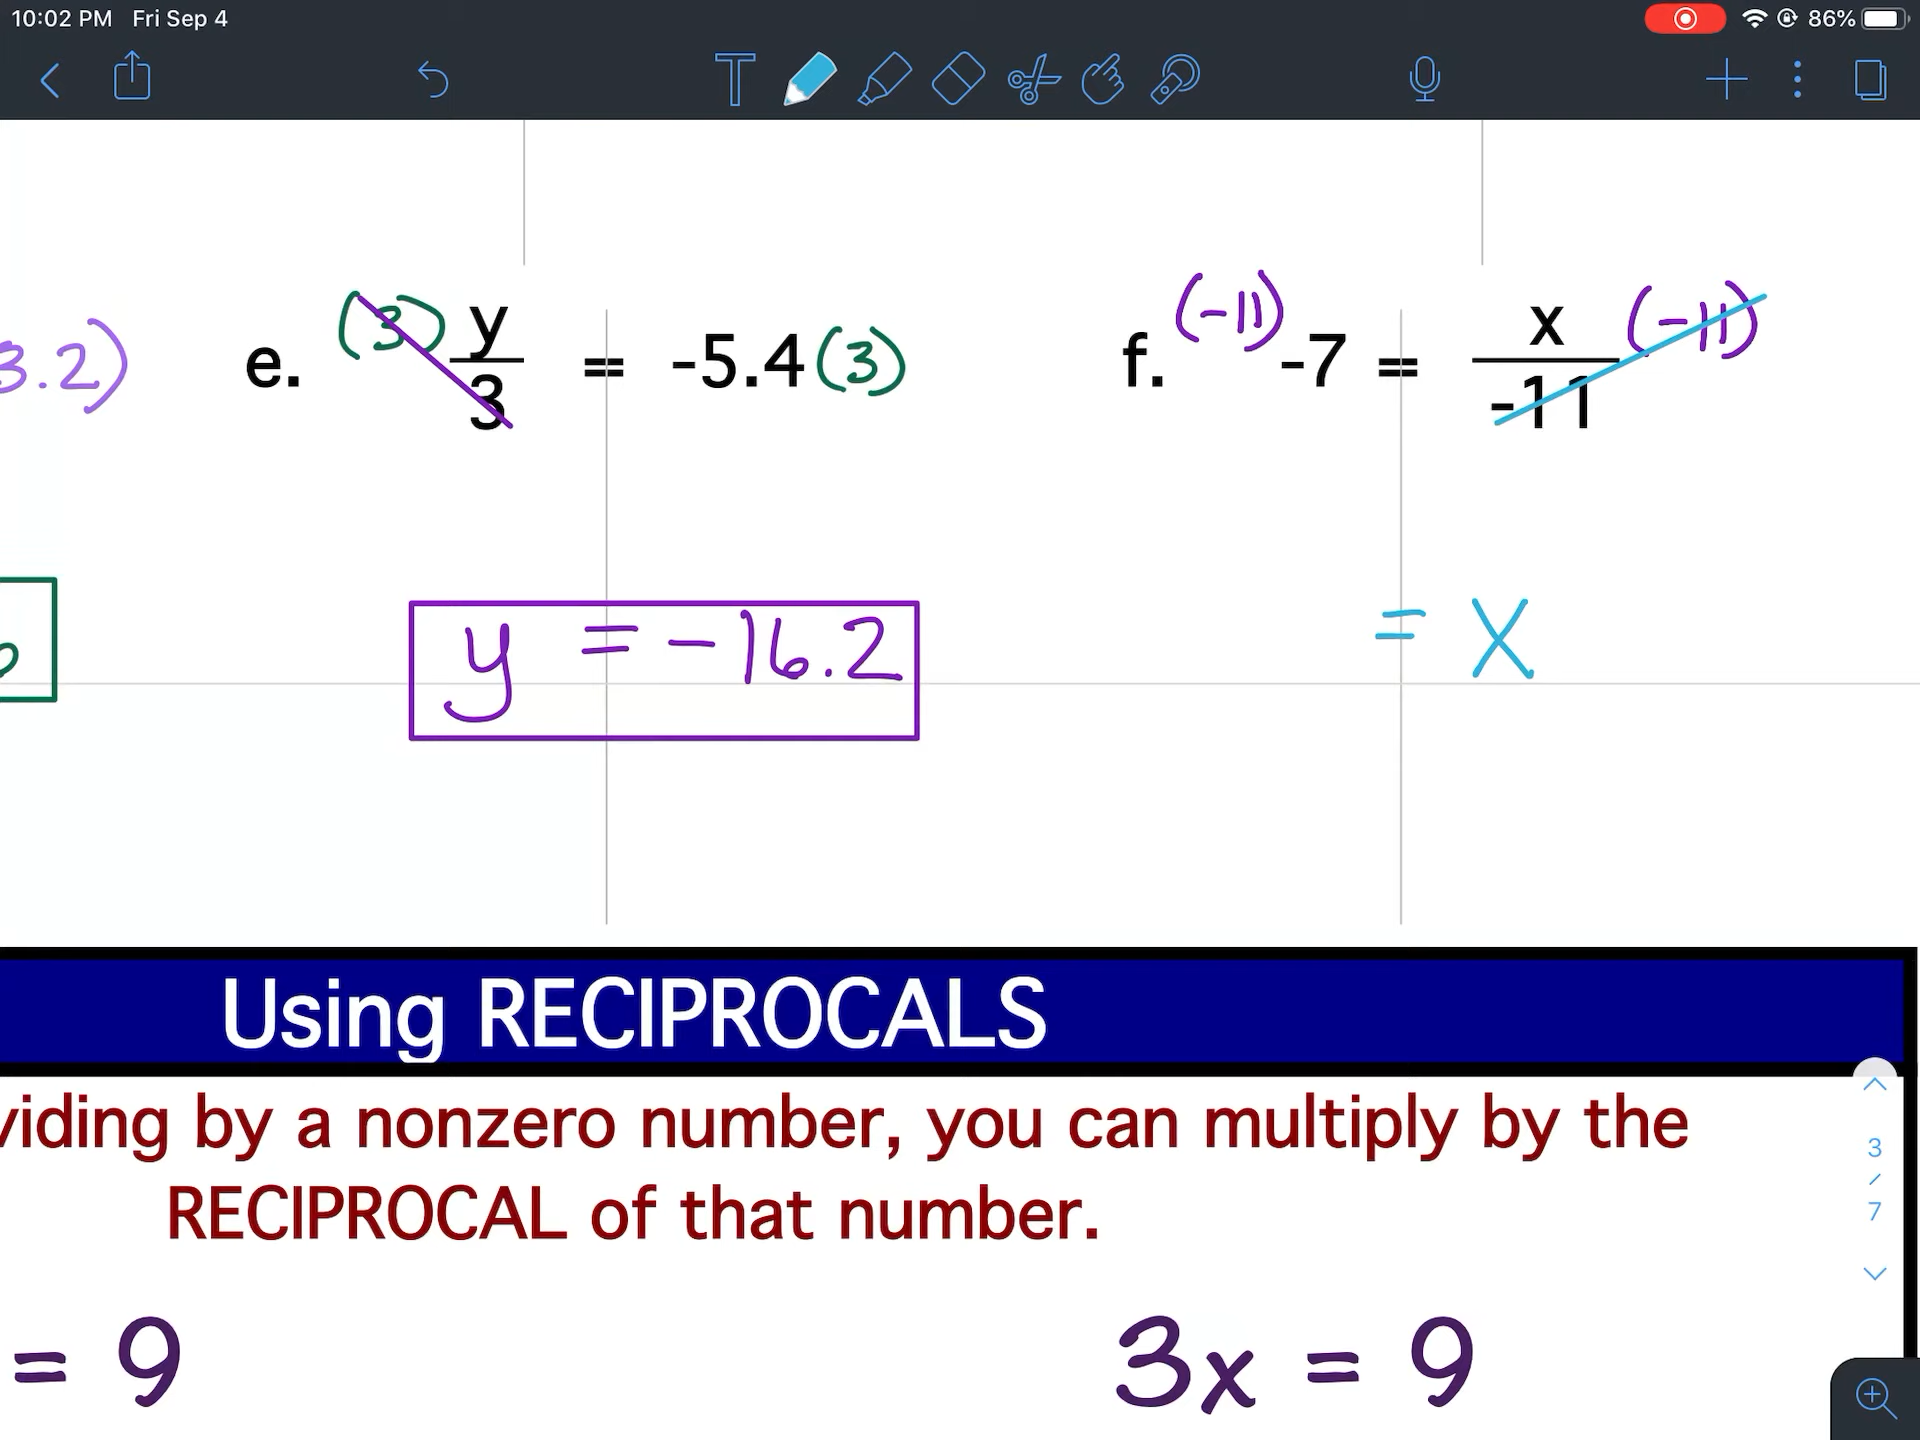 10:02 PM Fri Sep 4 86%
3.2) e. (3) y/3 = -5.4(3) f. (-11) -7 = x/-11 (-11)
y = -16.2 = x
Using RECIPROCALS
viding by a nonzero number, you can multiply by the
RECIPROCAL of that number.
3
/
7
= 9 3x = 9